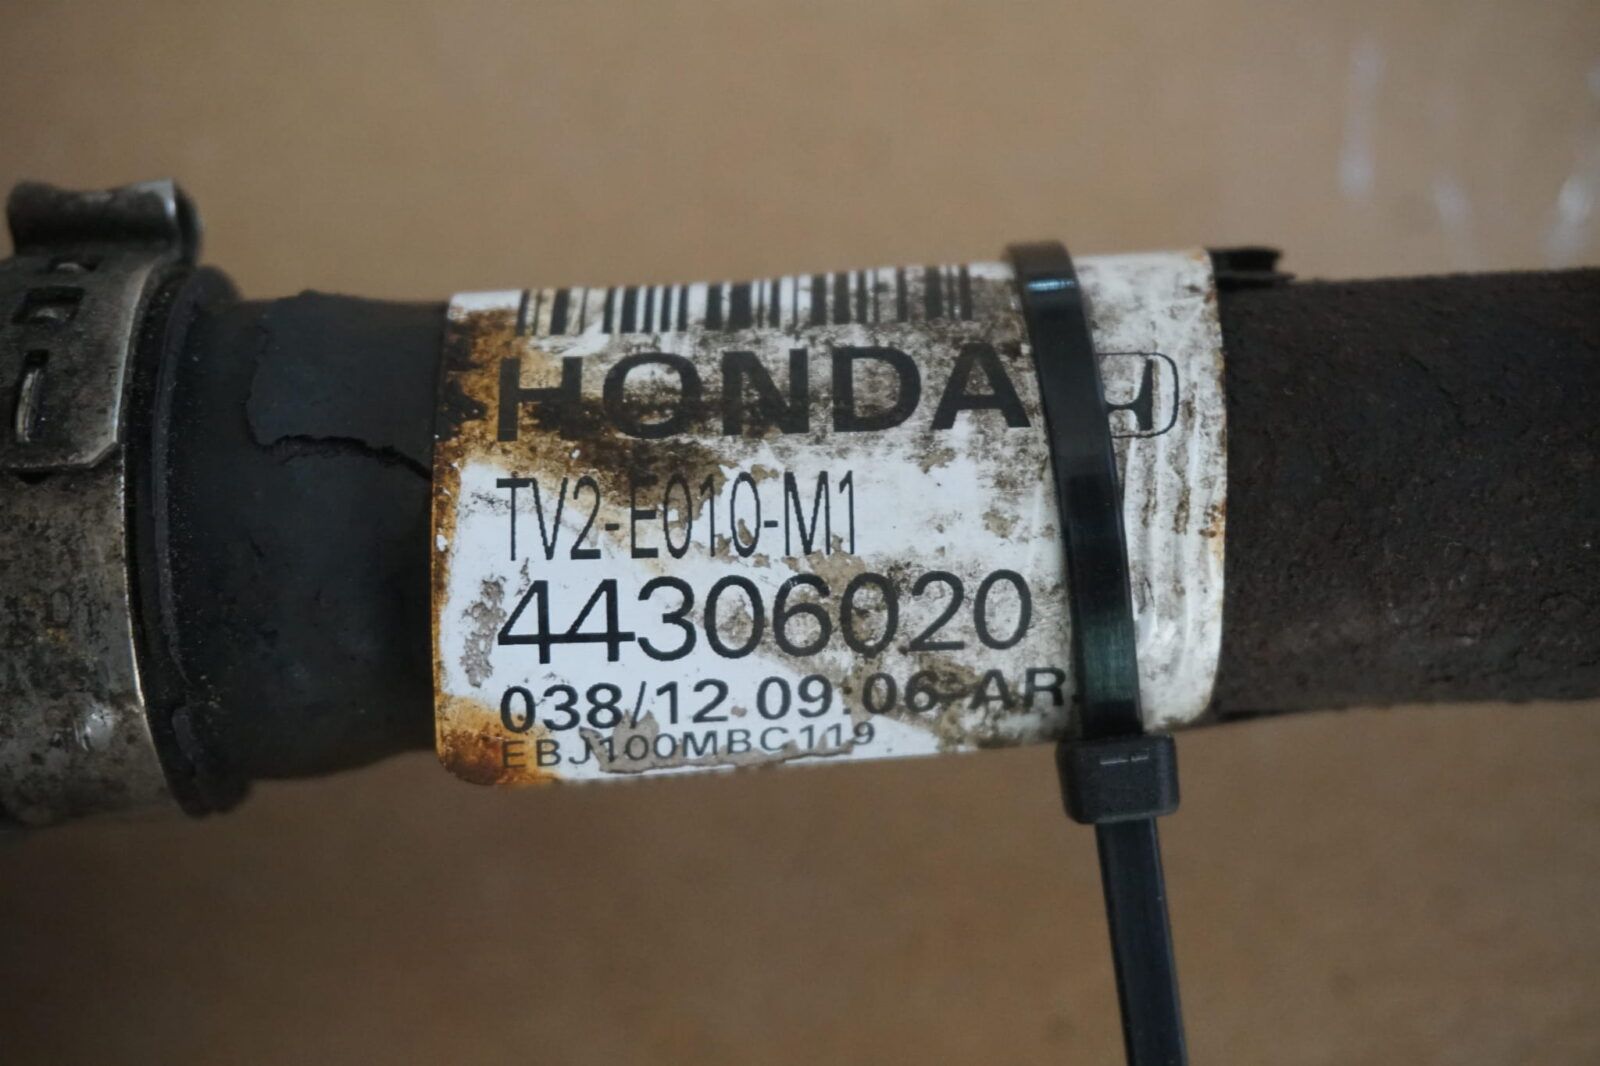 HONDA
TV2-E010-M1
44306020
038/12.09.06-AR
EBJ100MBC119